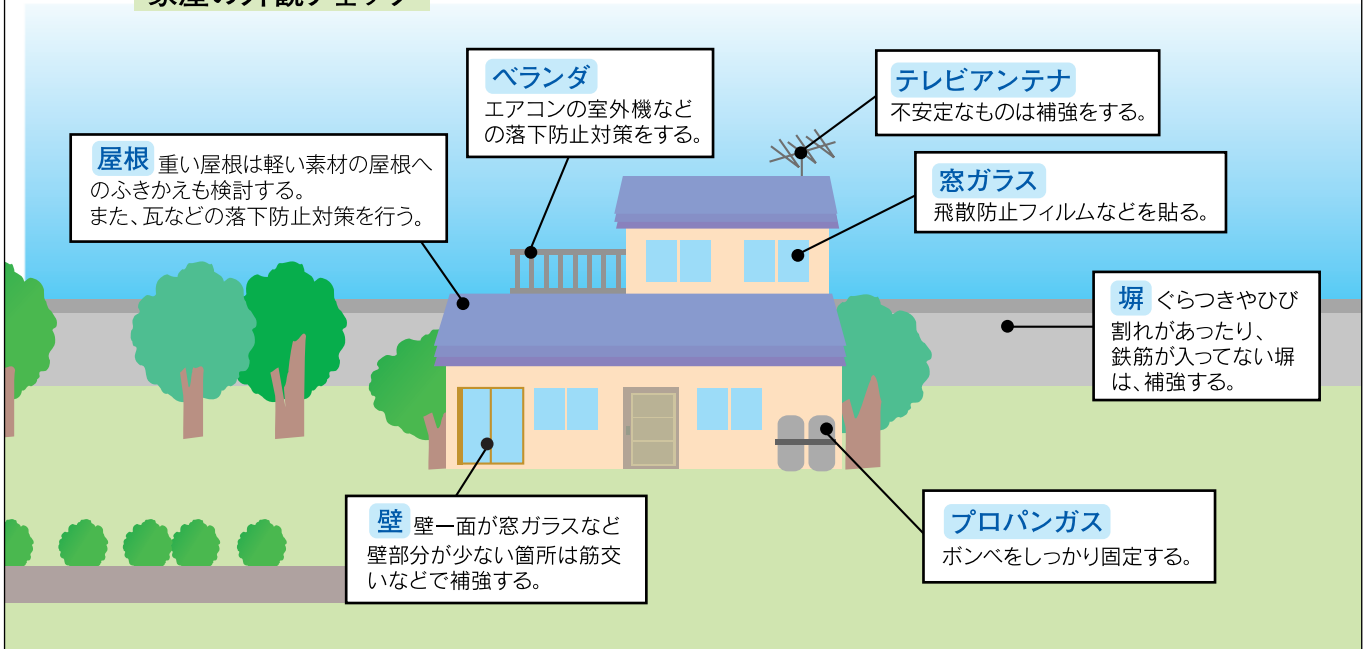 家屋の外観チェック
ベランダ
エアコンの室外機など
の落下防止対策をする。
テレビアンテナ
不安定なものは補強をする。
屋根 重い屋根は軽い素材の屋根へ
のふきかえも検討する。
また、瓦などの落下防止対策を行う。
窓ガラス
飛散防止フィルムなどを貼る。
塀 ぐらつきやひび
割れがあったり、
鉄筋が入ってない塀
は、補強する。
壁 壁一面が窓ガラスなど
壁部分が少ない箇所は筋交
いなどで補強する。
プロパンガス
ボンベをしっかり固定する。